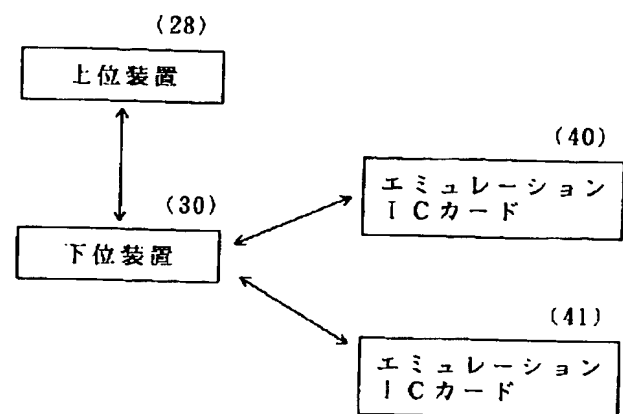 (28)
上位装置
(40)
エミュレーション
ICカード
(30)
下位装置
(41)
エミュレーション
ICカード